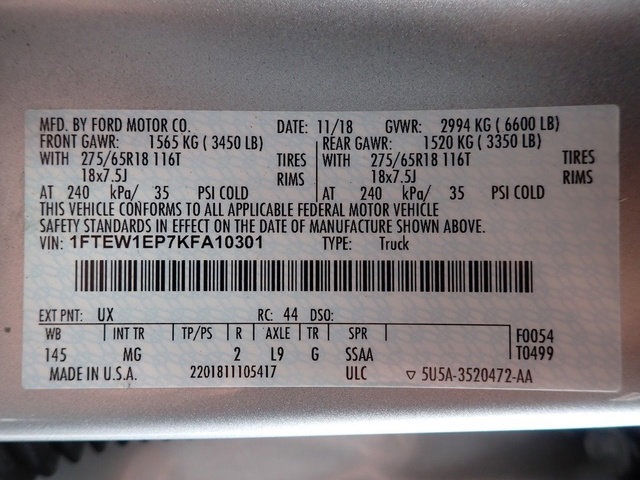 MFD. BY FORD MOTOR CO. DATE: 11/18 GVWR: 2994 KG ( 6600 LB)
FRONT GAWR: 1565 KG ( 3450 LB) REAR GAWR: 1520 KG ( 3350 LB)
WITH 275/65R18 116T TIRES WITH 275/65R18 116T TIRES
18x7.5J RIMS 18x7.5J RIMS
AT 240 kPa/ 35 PSI COLD AT 240 kPa/ 35 PSI COLD
THIS VEHICLE CONFORMS TO ALL APPLICABLE FEDERAL MOTOR VEHICLE
SAFETY STANDARDS IN EFFECT ON THE DATE OF MANUFACTURE SHOWN ABOVE.
VIN: 1FTEW1EP7KFA10301 TYPE: Truck
EXT PNT: UX RC: 44 DSO:
WB INT TR TP/PS R AXLE TR SPR F0054
145 MG 2 L9 G SSAA T0499
MADE IN U.S.A. 2201811105417 ULC ▽ 5U5A-3520472-AA